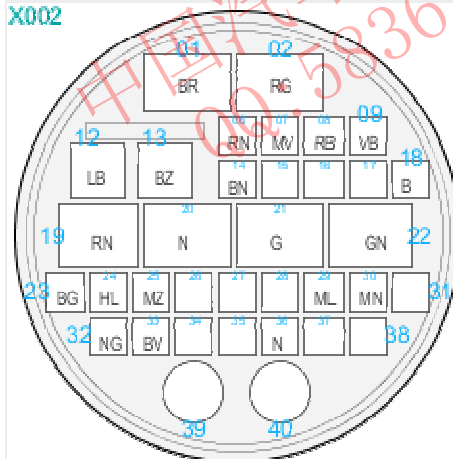 X002
01 02
BR RG
06 07 08 09
RN MV RB VB
12 13
14 15 16 17 18
LB BZ BN B
20 21
19 RN N G GN 22
24 25 26 27 28 29 30
23 BG HL MZ ML MN 31
33 34 35 36 37
32 NG BV N 38
39 40
中国汽
QQ:5836